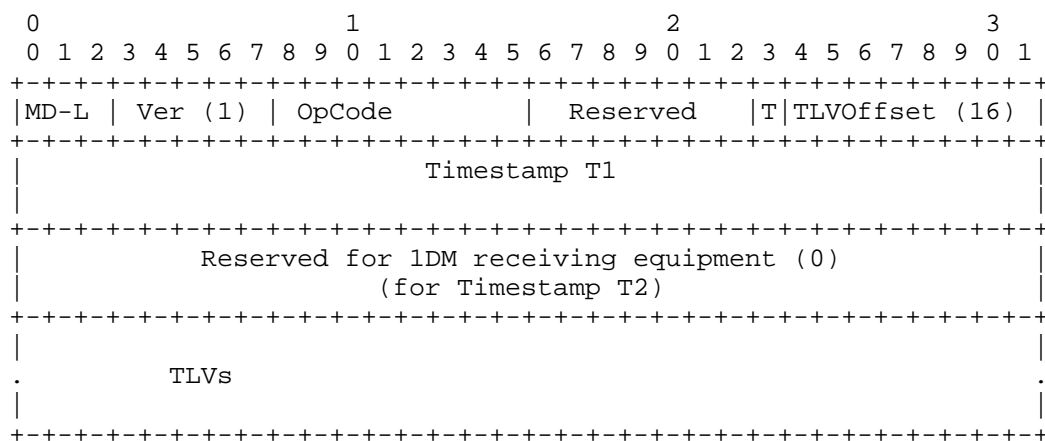 0                   1                   2                   3
 0 1 2 3 4 5 6 7 8 9 0 1 2 3 4 5 6 7 8 9 0 1 2 3 4 5 6 7 8 9 0 1
+-+-+-+-+-+-+-+-+-+-+-+-+-+-+-+-+-+-+-+-+-+-+-+-+-+-+-+-+-+-+-+-+
|MD-L | Ver (1) | OpCode        |  Reserved   |T|TLVOffset (16) |
+-+-+-+-+-+-+-+-+-+-+-+-+-+-+-+-+-+-+-+-+-+-+-+-+-+-+-+-+-+-+-+-+
|                         Timestamp T1                          |
|                                                               |
+-+-+-+-+-+-+-+-+-+-+-+-+-+-+-+-+-+-+-+-+-+-+-+-+-+-+-+-+-+-+-+-+
|           Reserved for 1DM receiving equipment (0)            |
|                      (for Timestamp T2)                       |
+-+-+-+-+-+-+-+-+-+-+-+-+-+-+-+-+-+-+-+-+-+-+-+-+-+-+-+-+-+-+-+-+
|                                                               |
.         TLVs                                                  .
|                                                               |
+-+-+-+-+-+-+-+-+-+-+-+-+-+-+-+-+-+-+-+-+-+-+-+-+-+-+-+-+-+-+-+-+